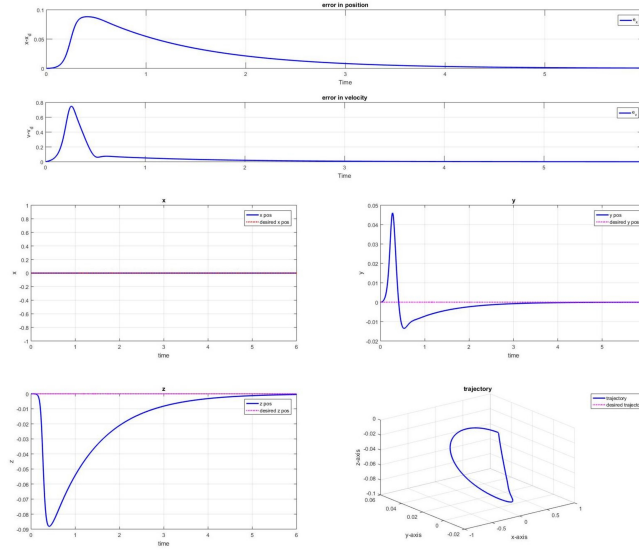 error in position
0.1
0.05
0
x-x_d
e_x
0 1 2 3 4 5
Time
error in velocity
0.8
0.6
0.4
0.2
0
v-v_d
e_v
0 1 2 3 4 5
Time
x
1
0.8
0.6
0.4
0.2
0
-0.2
-0.4
-0.6
-0.8
-1
x
x pos
desired x pos
0 1 2 3 4 5 6
time
y
0.05
0.04
0.03
0.02
0.01
0
-0.01
-0.02
y
y pos
desired y pos
0 1 2 3 4 5
time
z
0
-0.01
-0.02
-0.03
-0.04
-0.05
-0.06
-0.07
-0.08
-0.09
z
z pos
desired z pos
0 1 2 3 4 5 6
time
trajectory
trajectory
desired traject
0
-0.02
-0.04
-0.06
-0.08
-0.1
z-axis
0.06
0.04
0.02
0
-0.02
y-axis
-1
-0.5
0
0.5
1
x-axis